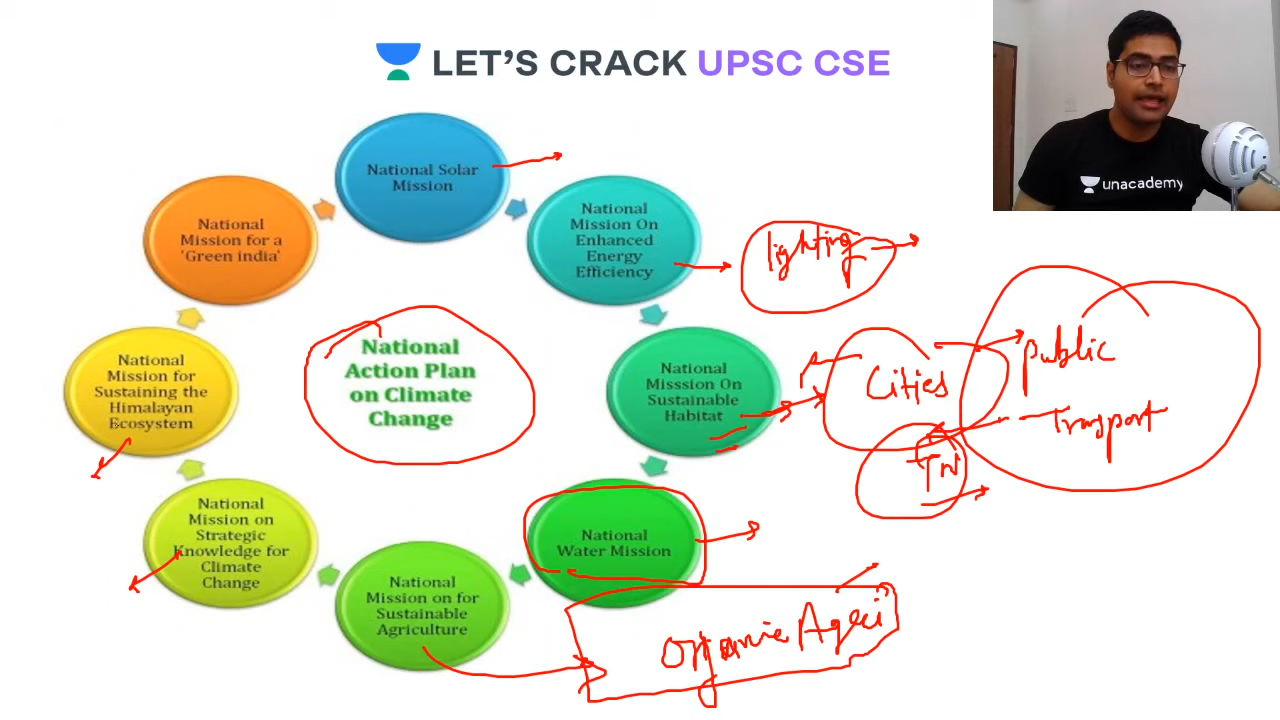 LET'S CRACK UPSC CSE
unacademy
National Solar
Mission
National
Mission On
Enhanced
Energy
Efficiency
lighting
National
Misssion On
Sustainable
Habitat
Cities
public
Transport
TN
National
Water Mission
National
Mission on for
Sustainable
Agriculture
Organic Agri
National
Mission on
Strategic
Knowledge for
Climate
Change
National
Mission for
Sustaining the
Himalayan
Ecosystem
National
Mission for a
'Green india'
National
Action Plan
on Climate
Change